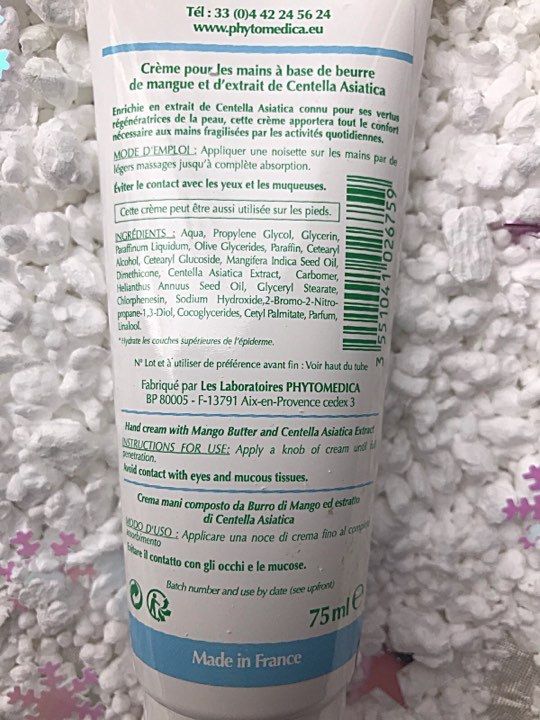 Tél : 33 (0)4 42 24 56 24
www.phytomedica.eu
Crème pour les mains à base de beurre
de mangue et d'extrait de Centella Asiatica
Enrichie en extrait de Centella Asiatica connu pour ses vertus
régénératrices de la peau, cette crème apportera tout le confort
nécessaire aux mains fragilisées par les activités quotidiennes.
MODE D'EMPLOI : Appliquer une noisette sur les mains par de
légers massages jusqu'à complète absorption.
Éviter le contact avec les yeux et les muqueuses.
Cette crème peut être aussi utilisée sur les pieds.
INGRÉDIENTS : Aqua, Propylene Glycol, Glycerin,
Paraffinum Liquidum, Olive Glycerides, Paraffin, Cetearyl
Alcohol, Cetearyl Glucoside, Mangifera Indica Seed Oil,
Dimethicone, Centella Asiatica Extract, Carbomer,
Helianthus Annuus Seed Oil, Glyceryl Stearate,
Chlorphenesin, Sodium Hydroxide,2-Bromo-2-Nitro-
propane-1,3-Diol, Cocoglycerides, Cetyl Palmitate, Parfum,
Linalool.
*Hydrate les couches supérieures de l'épiderme.
3 551041 026759
N° Lot et à utiliser de préférence avant fin : Voir haut du tube
Fabriqué par Les Laboratoires PHYTOMEDICA
BP 80005 - F-13791 Aix-en-Provence cedex 3
Hand cream with Mango Butter and Centella Asiatica Extract
INSTRUCTIONS FOR USE: Apply a knob of cream until full
penetration.
Avoid contact with eyes and mucous tissues.
Crema mani composto da Burro di Mango ed estratto
di Centella Asiatica
MODO D'USO : Applicare una noce di crema fino al
assorbimento
Evitare il contatto con gli occhi e le mucose.
Batch number and use by date (see upfront)
75 ml e
Made in France